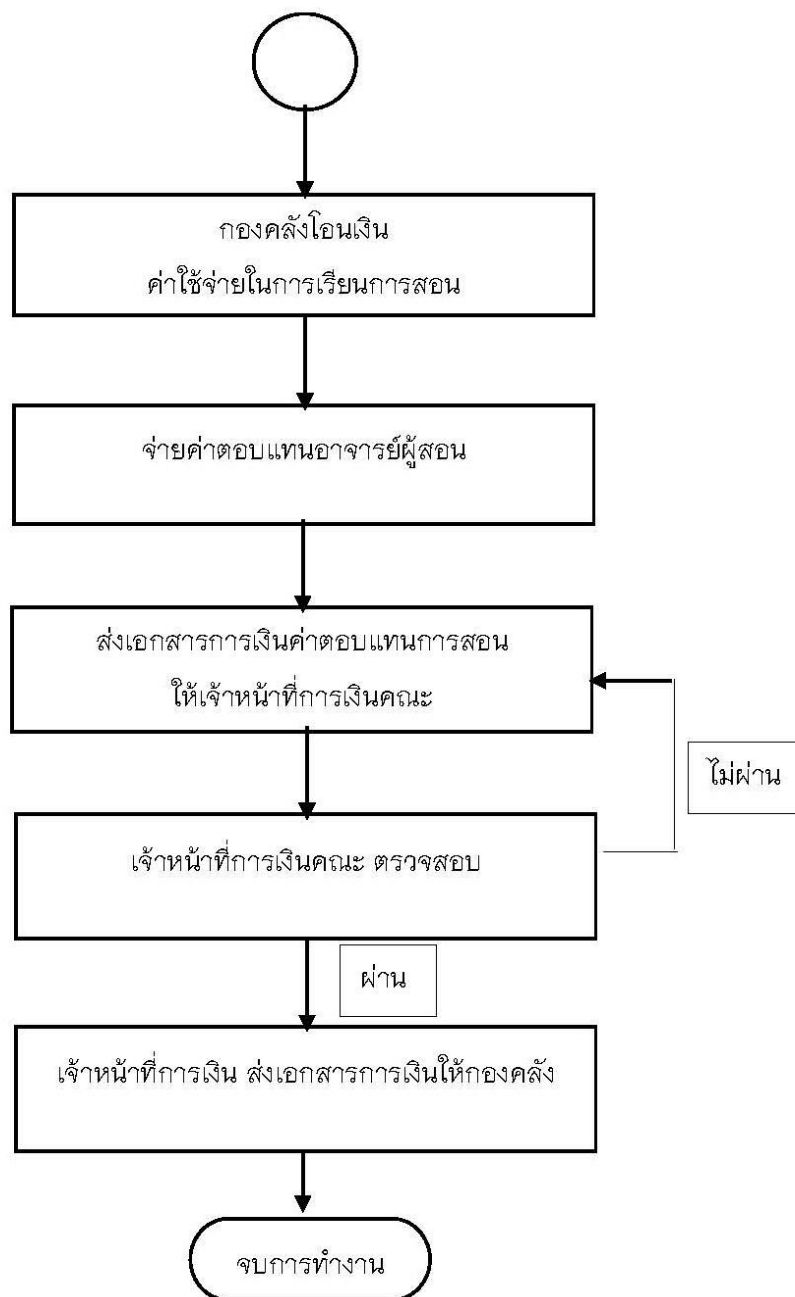 กองคลังโอนเงิน
ค่าใช้จ่ายในการเรียนการสอน
จ่ายค่าตอบแทนอาจารย์ผู้สอน
ส่งเอกสารการเงินค่าตอบแทนการสอน
ให้เจ้าหน้าที่การเงินคณะ
ไม่ผ่าน
เจ้าหน้าที่การเงินคณะ ตรวจสอบ
ผ่าน
เจ้าหน้าที่การเงิน ส่งเอกสารการเงินให้กองคลัง
จบการทำงาน